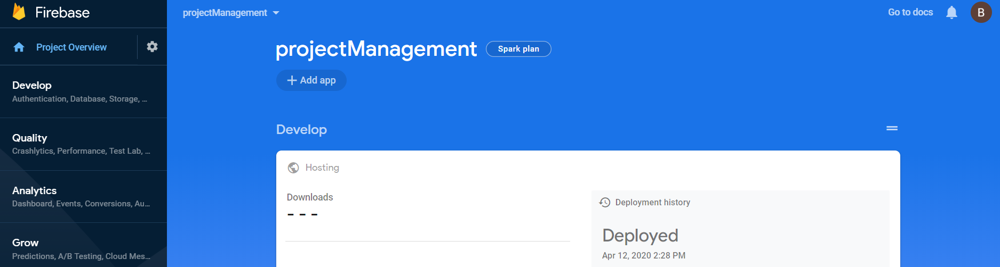 Firebase
Project Overview
Develop
Authentication, Database, Storage, ...
Quality
Crashlytics, Performance, Test Lab, ...
Analytics
Dashboard, Events, Conversions, Au...
Grow
Predictions, A/B Testing, Cloud Mes...
projectManagement
Go to docs
B
projectManagement
Spark plan
+ Add app
Develop
Hosting
Downloads
- - -
Deployment history
Deployed
Apr 12, 2020 2:28 PM